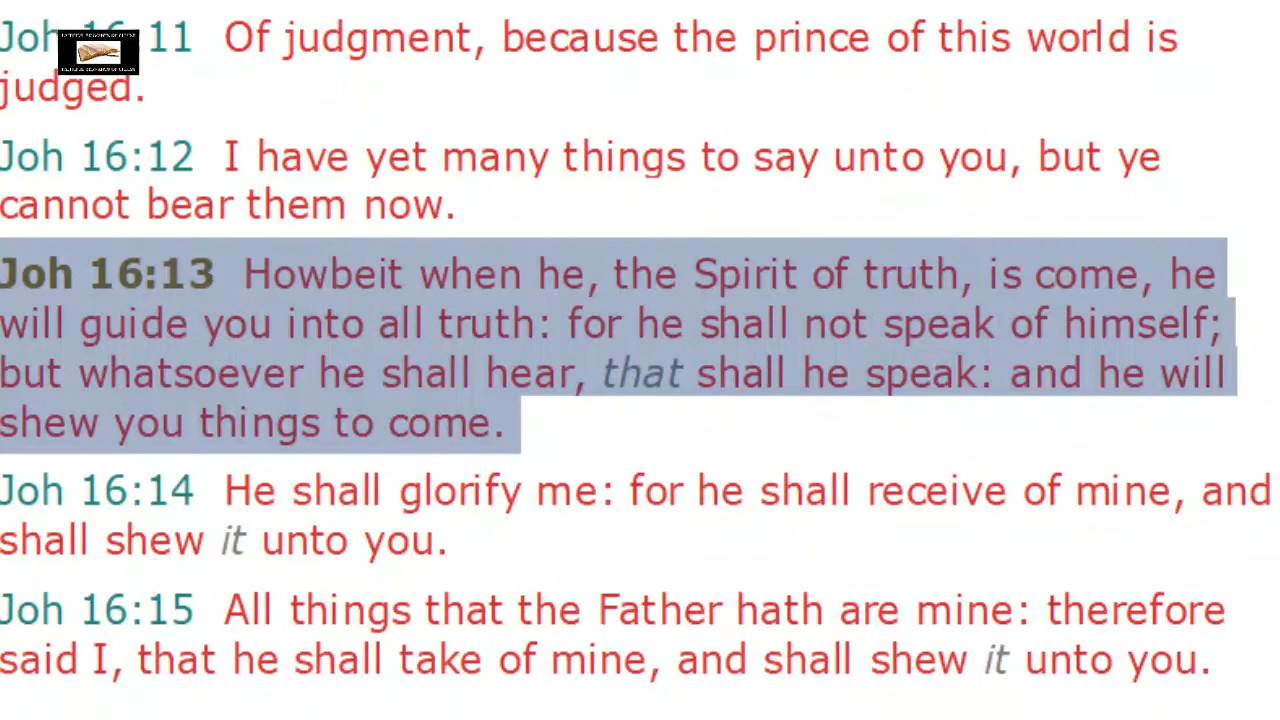 Joh 16:11 Of judgment, because the prince of this world is
judged.
Joh 16:12 I have yet many things to say unto you, but ye
cannot bear them now.
Joh 16:13 Howbeit when he, the Spirit of truth, is come, he
will guide you into all truth: for he shall not speak of himself;
but whatsoever he shall hear, that shall he speak: and he will
shew you things to come.
Joh 16:14 He shall glorify me: for he shall receive of mine, and
shall shew it unto you.
Joh 16:15 All things that the Father hath are mine: therefore
said I, that he shall take of mine, and shall shew it unto you.